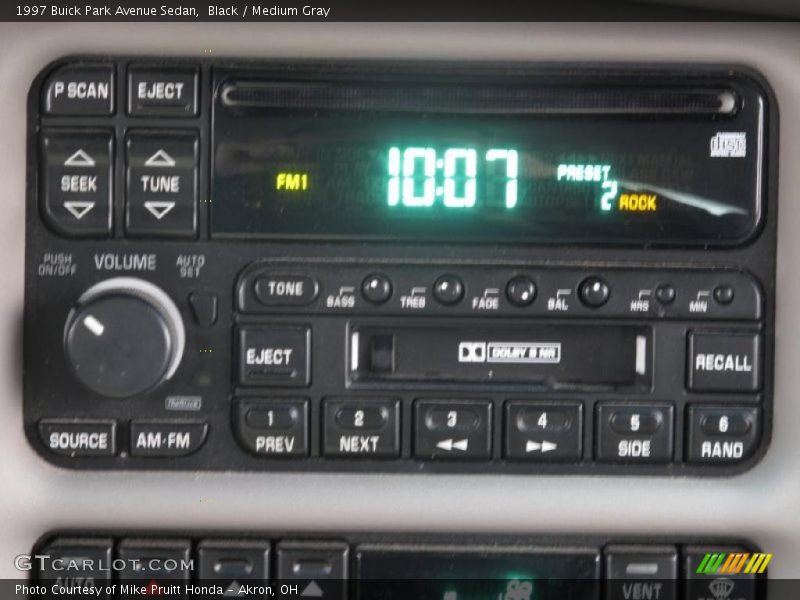 1997 Buick Park Avenue Sedan, Black / Medium Gray
P SCAN EJECT
disc
SEEK TUNE
FM1 10:07 PRESET 2 ROCK
PUSH ON/OFF VOLUME AUTO SET
TONE BASS TREB FADE BAL HRS MIN
EJECT DOLBY B NR RECALL
Theftlock
1 2 3 4 5 6
SOURCE AM·FM PREV NEXT SIDE RAND
GTCarLot.com
AUTO VENT
Photo Courtesy of Mike Pruitt Honda - Akron, OH